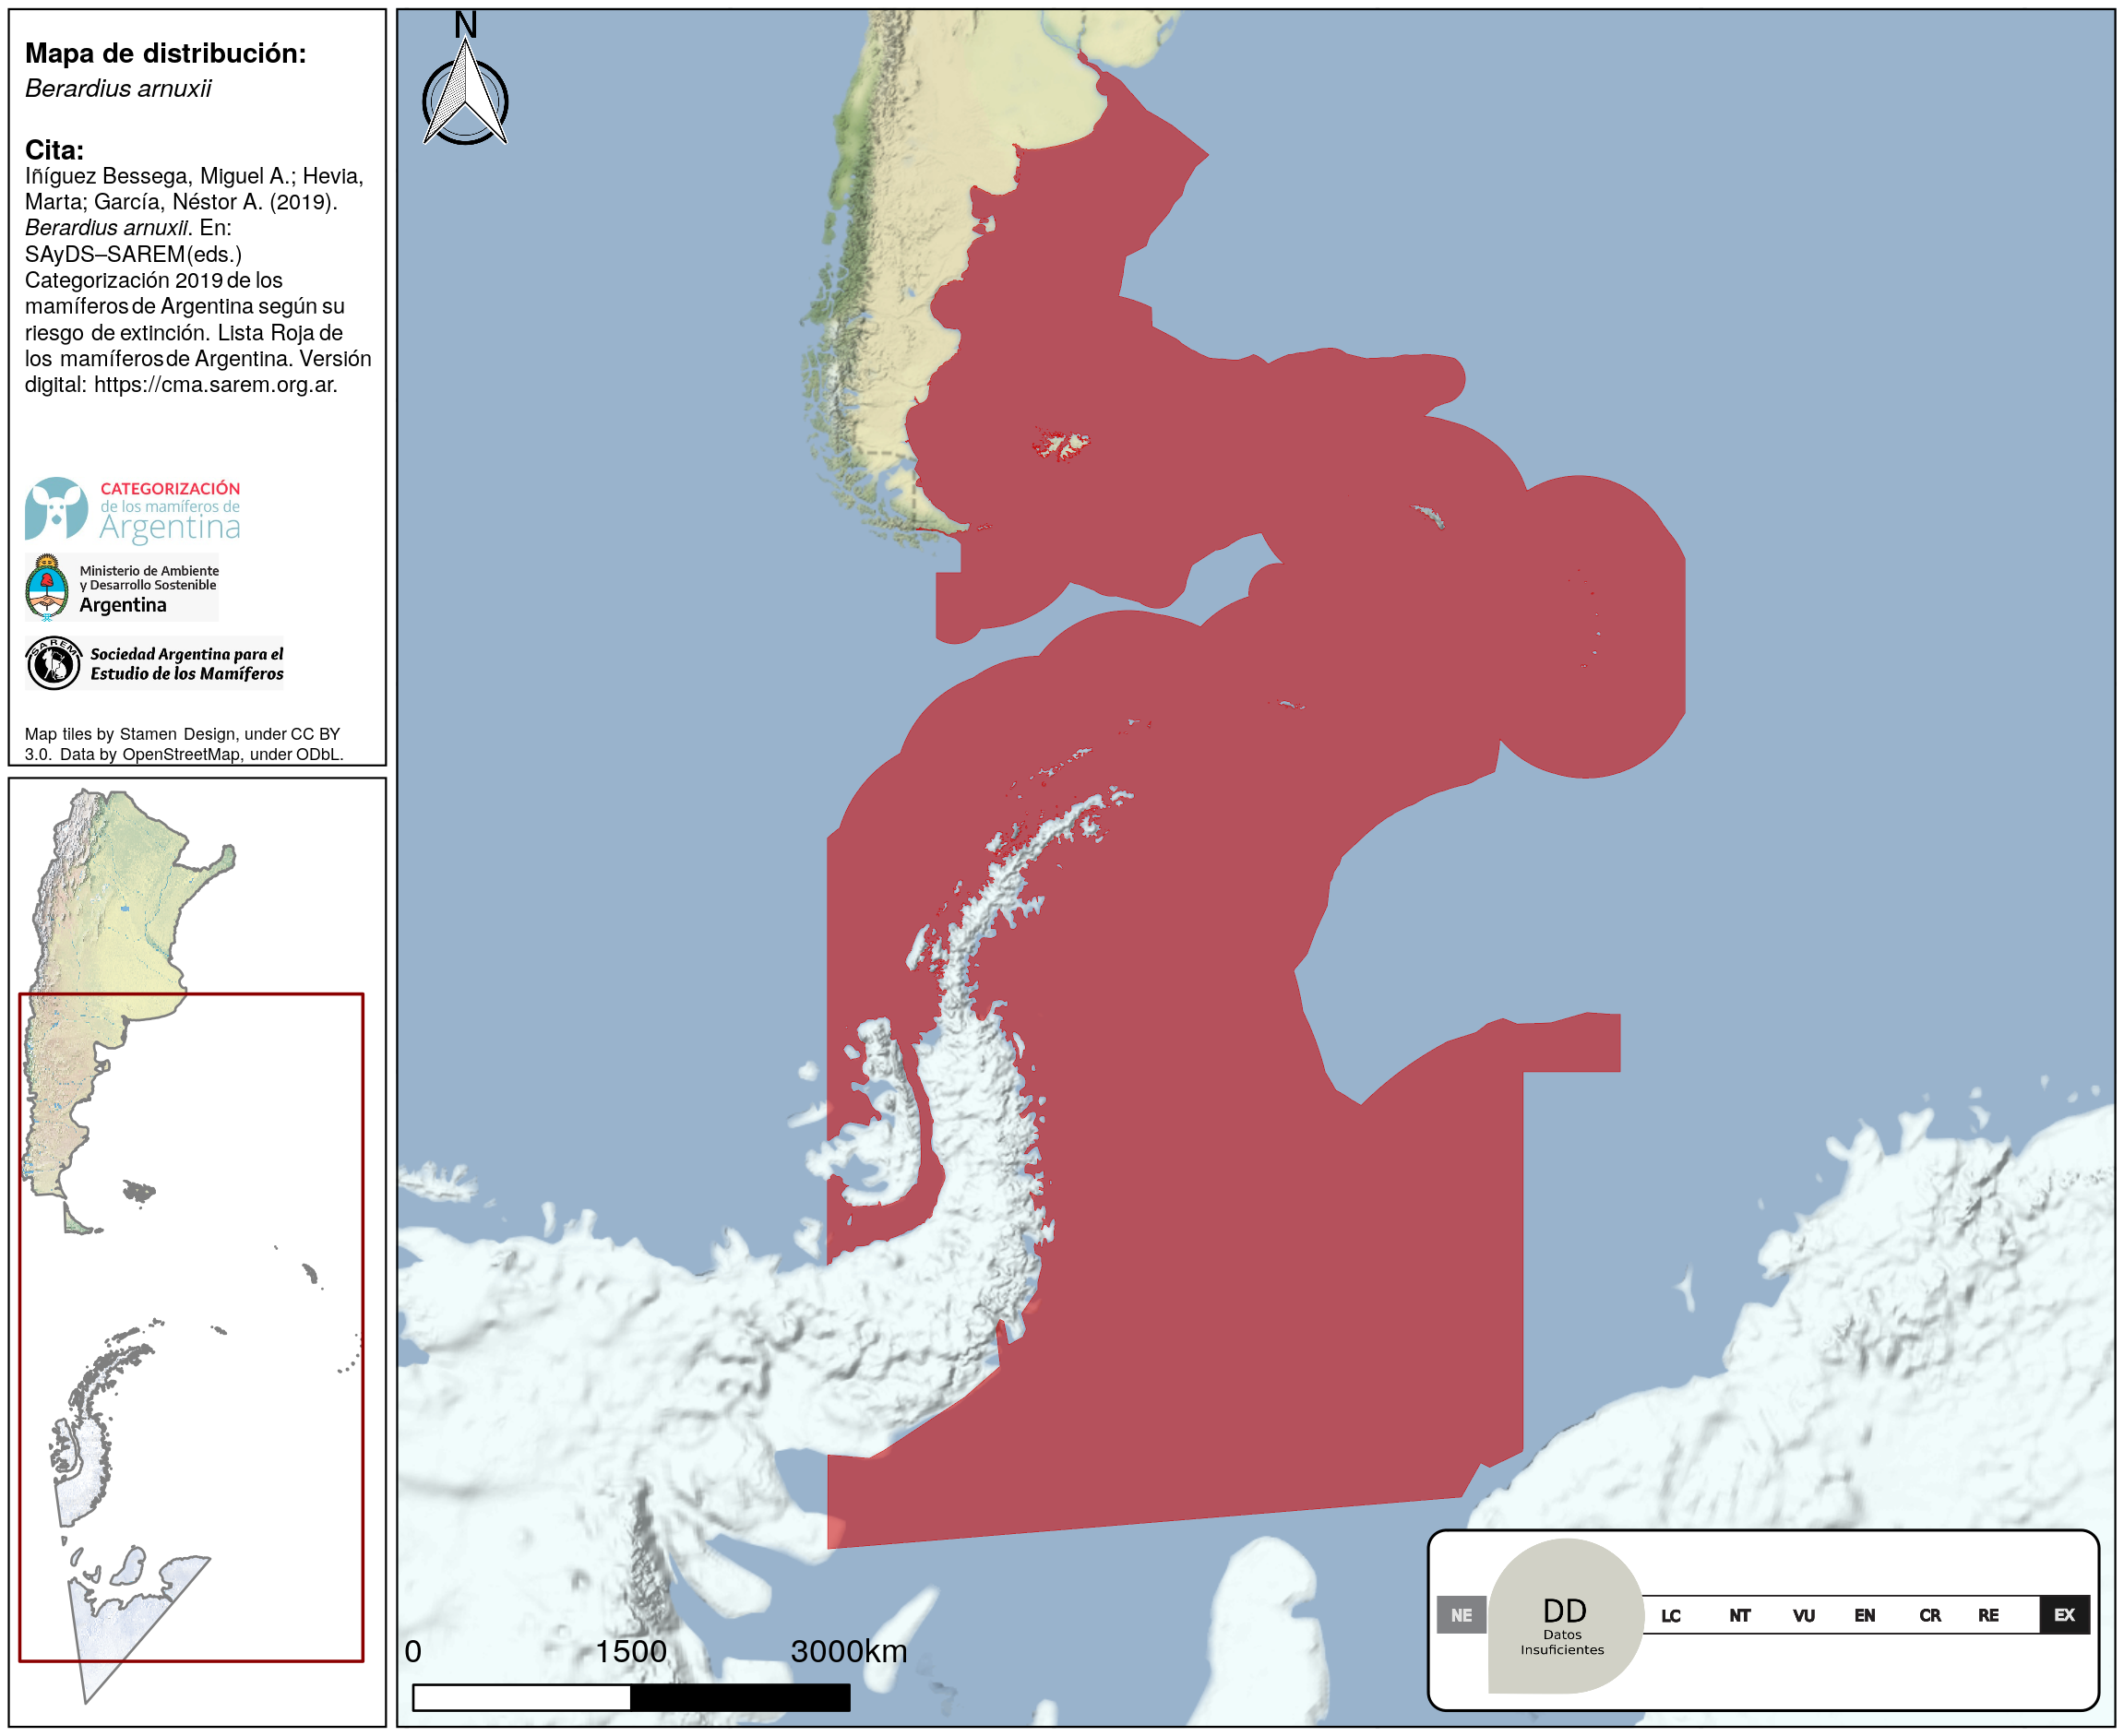 Mapa de distribución:
Berardius arnuxii
Cita:
Iñíguez Bessega, Miguel A.; Hevia,
Marta; García, Néstor A. (2019).
Berardius arnuxii. En:
SAyDS–SAREM(eds.)
Categorización 2019 de los
mamíferos de Argentina según su
riesgo de extinción. Lista Roja de
los mamíferos de Argentina. Versión
digital: https://cma.sarem.org.ar.
CATEGORIZACIÓN
de los mamíferos de
Argentina
Ministerio de Ambiente
y Desarrollo Sostenible
Argentina
SAREM
Sociedad Argentina para el
Estudio de los Mamíferos
Map tiles by Stamen Design, under CC BY
3.0. Data by OpenStreetMap, under ODbL.
N
0 1500 3000km
NE DD LC NT VU EN CR RE EX
Datos
Insuficientes